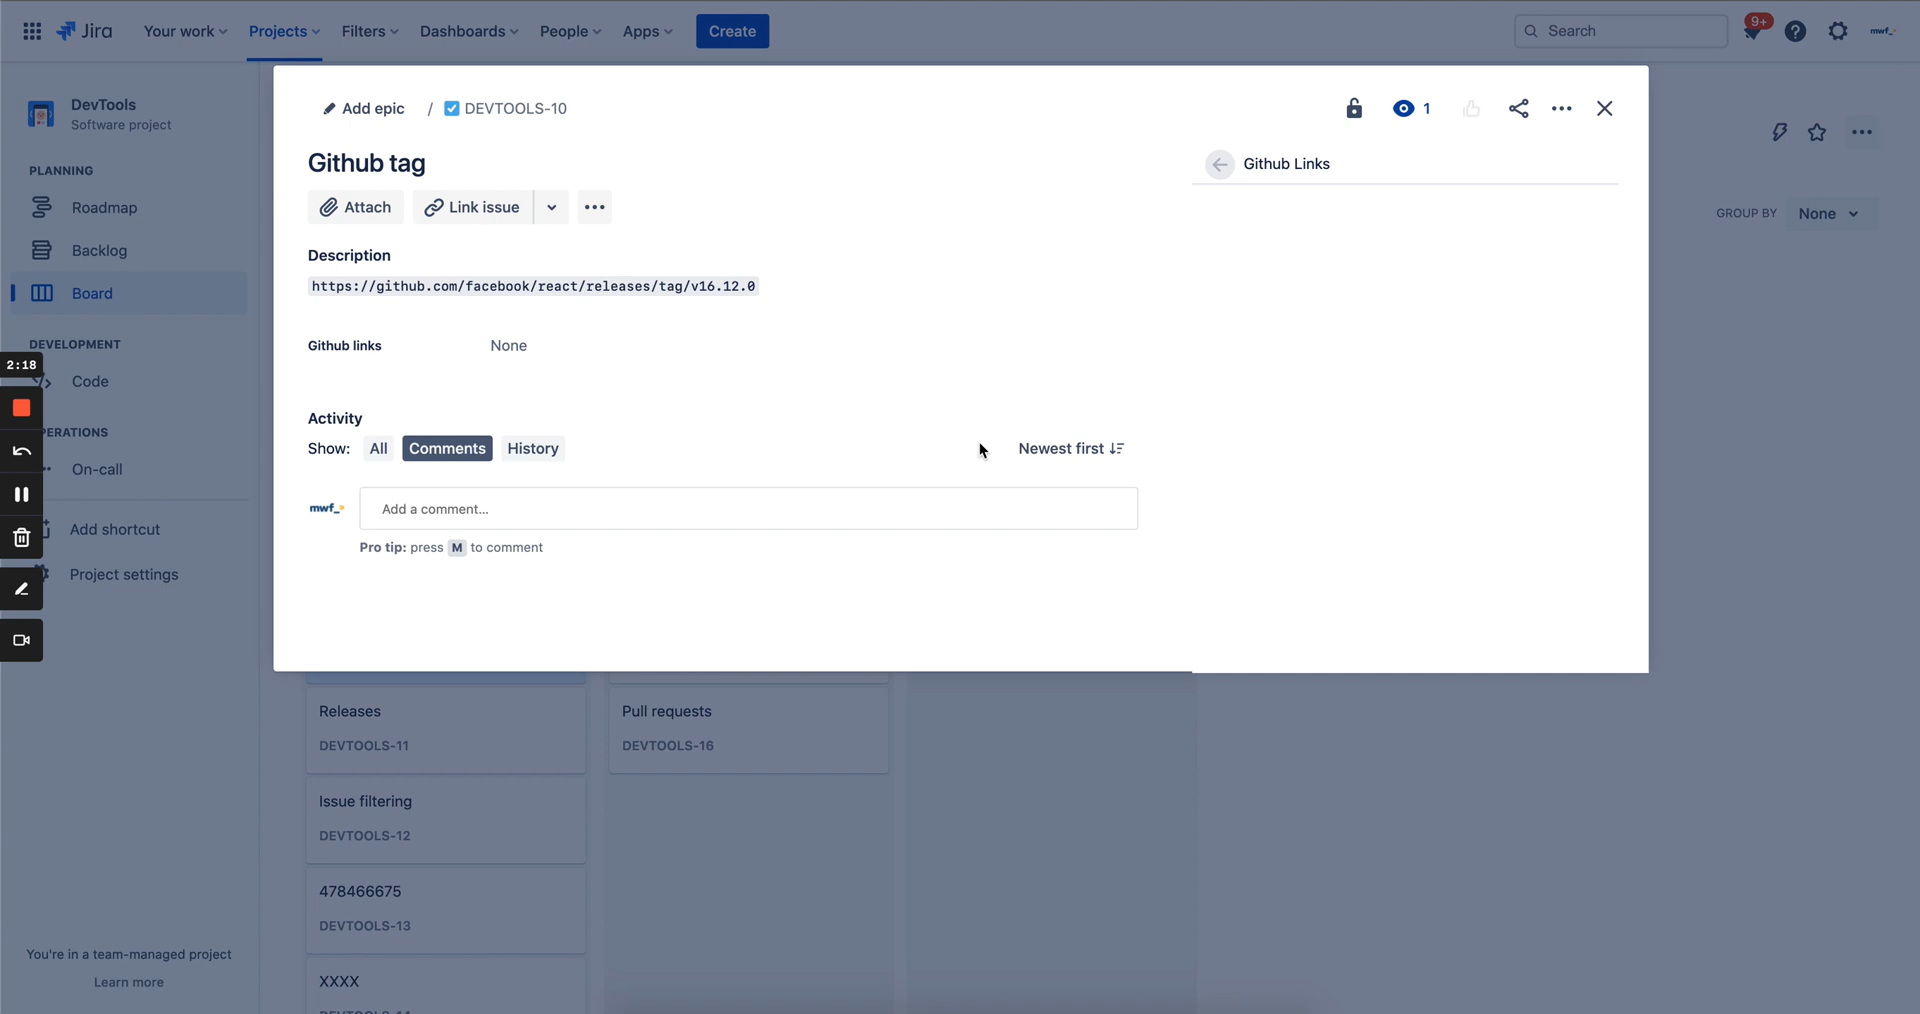 Jira
Your work
Projects
Filters
Dashboards
People
Apps
Create
Search
9+
mwf_>
DevTools
Software project
PLANNING
Roadmap
Backlog
Board
DEVELOPMENT
2:18
Code
PERATIONS
On-call
Add shortcut
Project settings
You're in a team-managed project
Learn more
Add epic / DEVTOOLS-10
1
Github tag
Attach
Link issue
Description
https://github.com/facebook/react/releases/tag/v16.12.0
Github links None
Activity
Show: All Comments History
Newest first
mwf_>
Add a comment...
Pro tip: press M to comment
Github Links
GROUP BY None
Releases
DEVTOOLS-11
Issue filtering
DEVTOOLS-12
478466675
DEVTOOLS-13
XXXX
Pull requests
DEVTOOLS-16